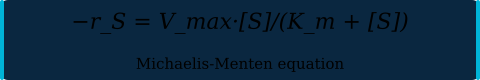 −r_S = V_max·[S]/(K_m + [S])
Michaelis-Menten equation